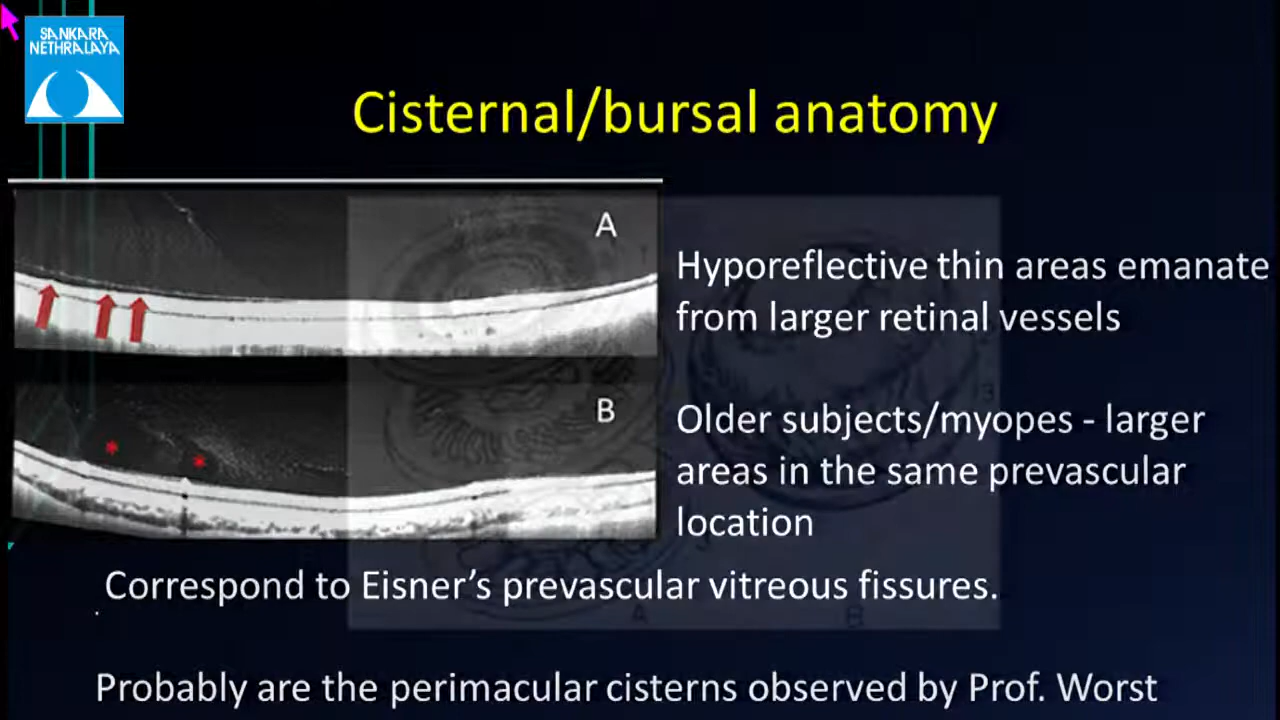 SANKARA
NETHRALAYA
Cisternal/bursal anatomy
A
Hyporeflective thin areas emanate
from larger retinal vessels
B
Older subjects/myopes - larger
areas in the same prevascular
location
Correspond to Eisner’s prevascular vitreous fissures.
A
B
Probably are the perimacular cisterns observed by Prof. Worst